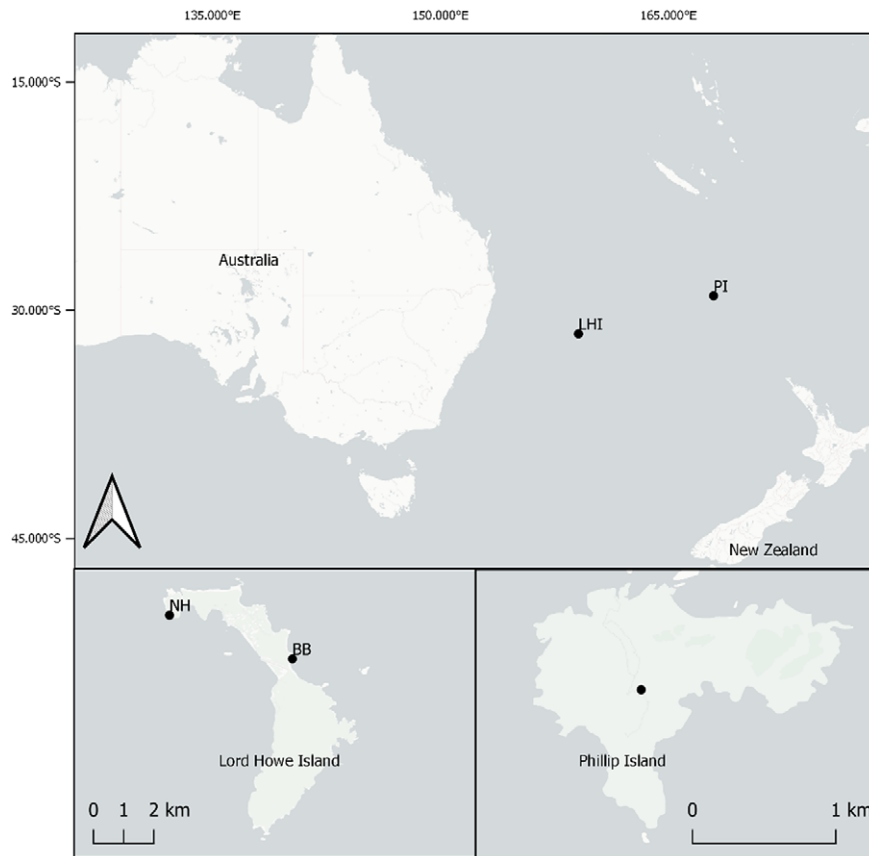 135.000°E 150.000°E 165.000°E
15.000°S
Australia
PI
30.000°S
LHI
45.000°S
New Zealand
NH
BB
Lord Howe Island
Phillip Island
0 1 2 km
0 1 km